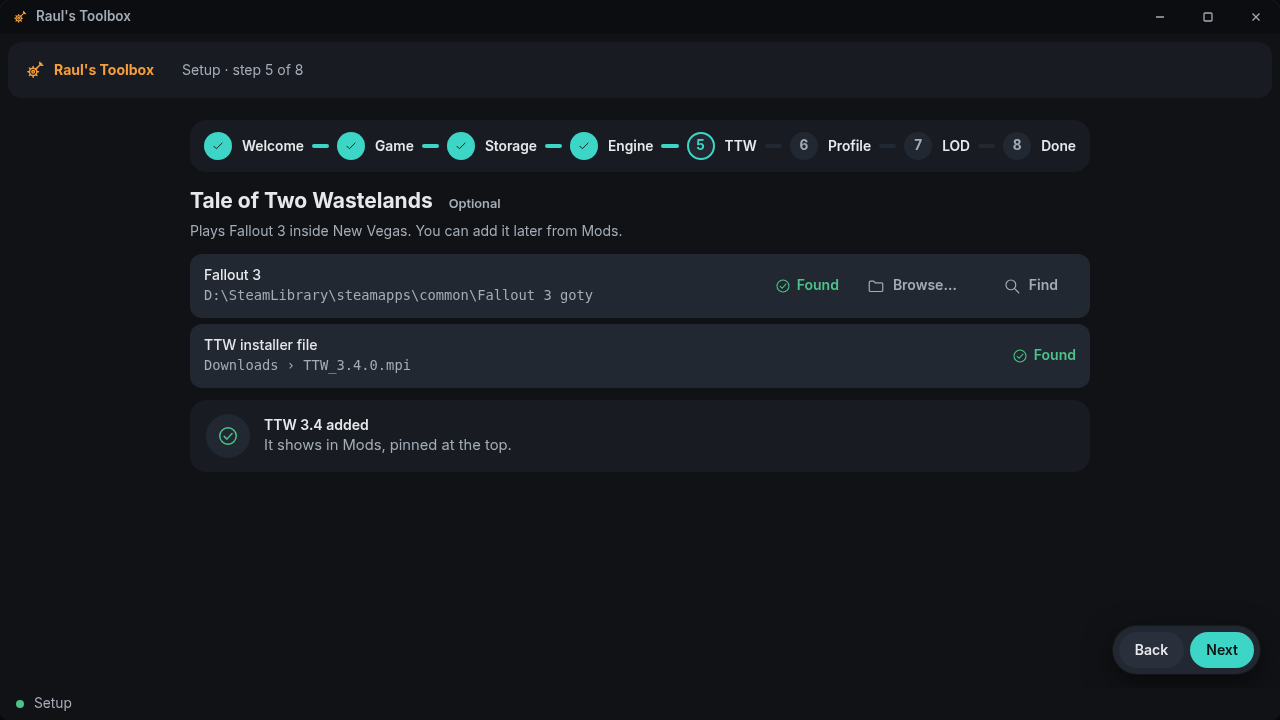 Raul's Toolbox
Raul's Toolbox
Setup · step 5 of 8
Welcome
Game
Storage
Engine
5
TTW
6
Profile
7
LOD
8
Done
Tale of Two Wastelands
Optional
Plays Fallout 3 inside New Vegas. You can add it later from Mods.
Fallout 3
D:\SteamLibrary\steamapps\common\Fallout 3 goty
Found
Browse...
Find
TTW installer file
Downloads › TTW_3.4.0.mpi
Found
TTW 3.4 added
It shows in Mods, pinned at the top.
Back
Next
Setup